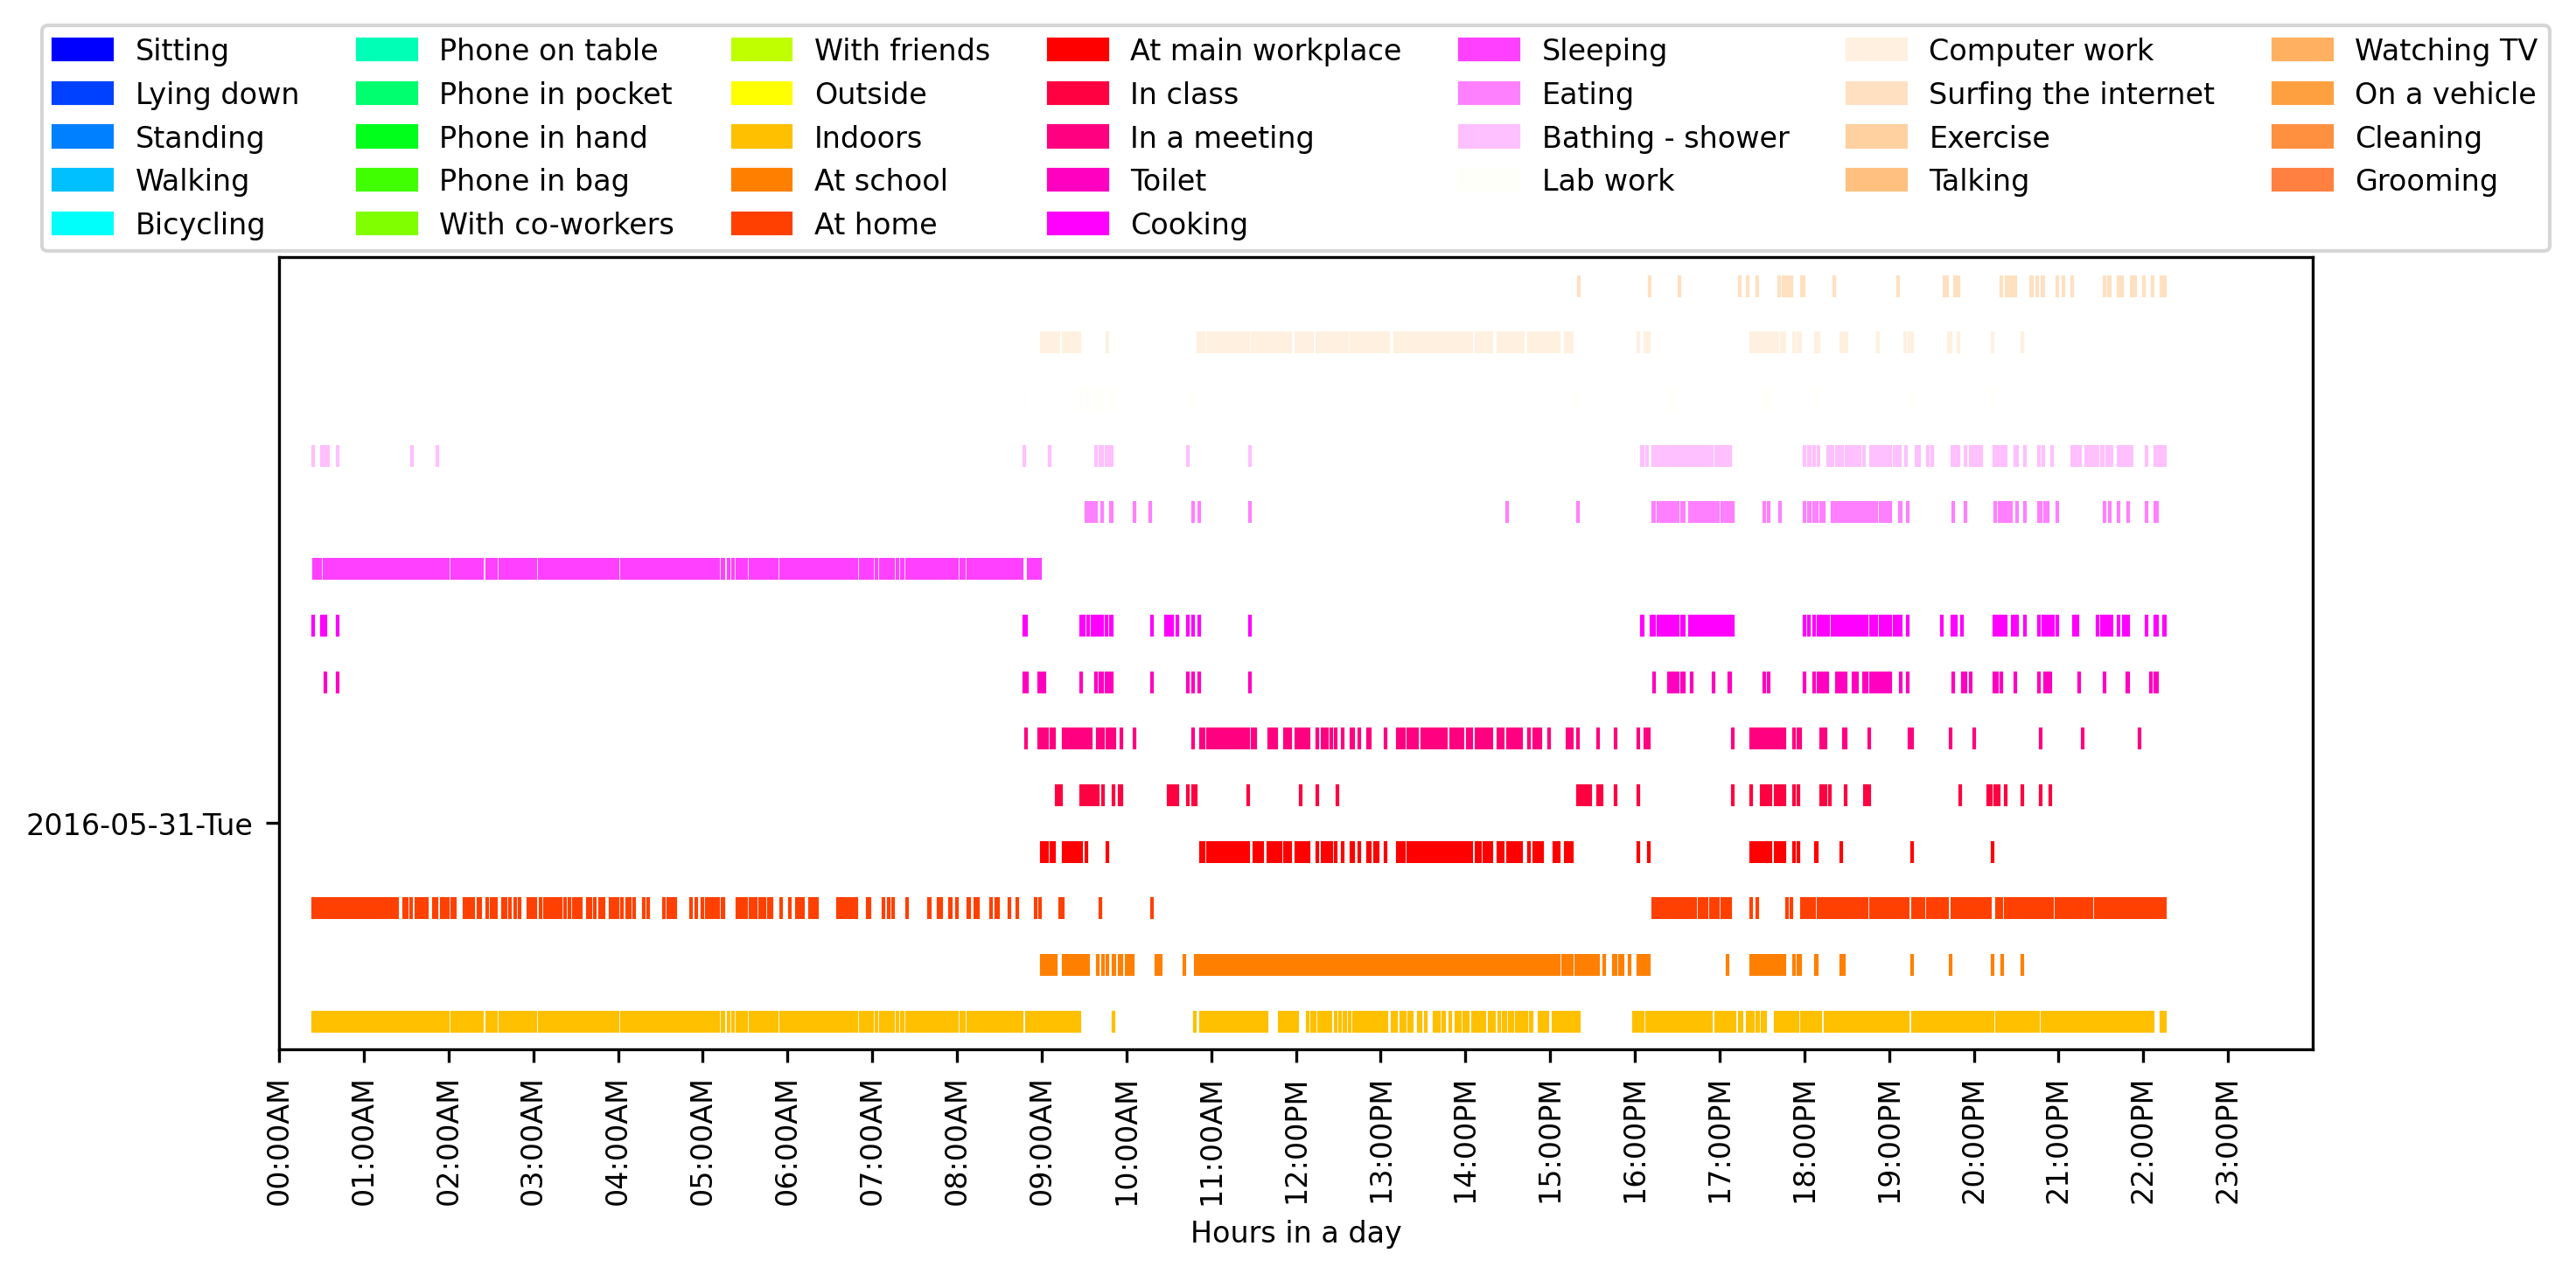 Sitting
Lying down
Standing
Walking
Bicycling
Phone on table
Phone in pocket
Phone in hand
Phone in bag
With co-workers
With friends
Outside
Indoors
At school
At home
At main workplace
In class
In a meeting
Toilet
Cooking
Sleeping
Eating
Bathing - shower
Lab work
Computer work
Surfing the internet
Exercise
Talking
Watching TV
On a vehicle
Cleaning
Grooming
2016-05-31-Tue
00:00AM
01:00AM
02:00AM
03:00AM
04:00AM
05:00AM
06:00AM
07:00AM
08:00AM
09:00AM
10:00AM
11:00AM
12:00PM
13:00PM
14:00PM
15:00PM
16:00PM
17:00PM
18:00PM
19:00PM
20:00PM
21:00PM
22:00PM
23:00PM
Hours in a day